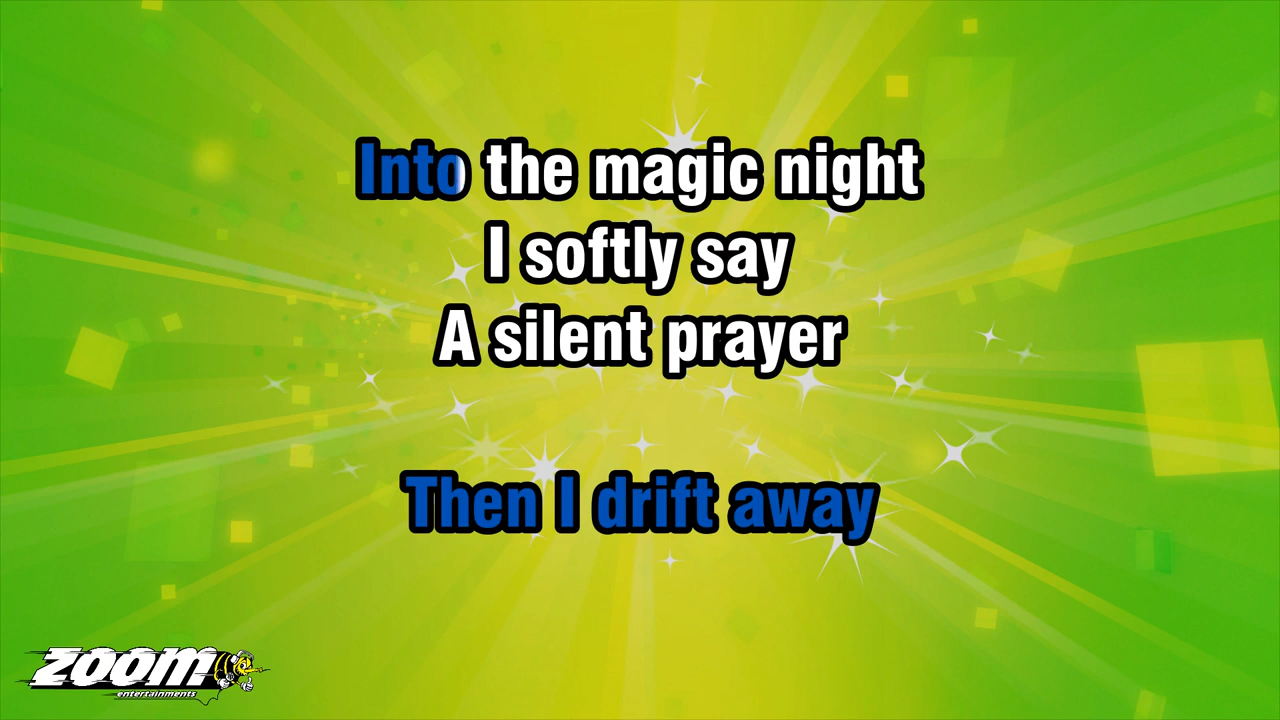 Into the magic night
I softly say
A silent prayer
Then I drift away
ZOOM
entertainments